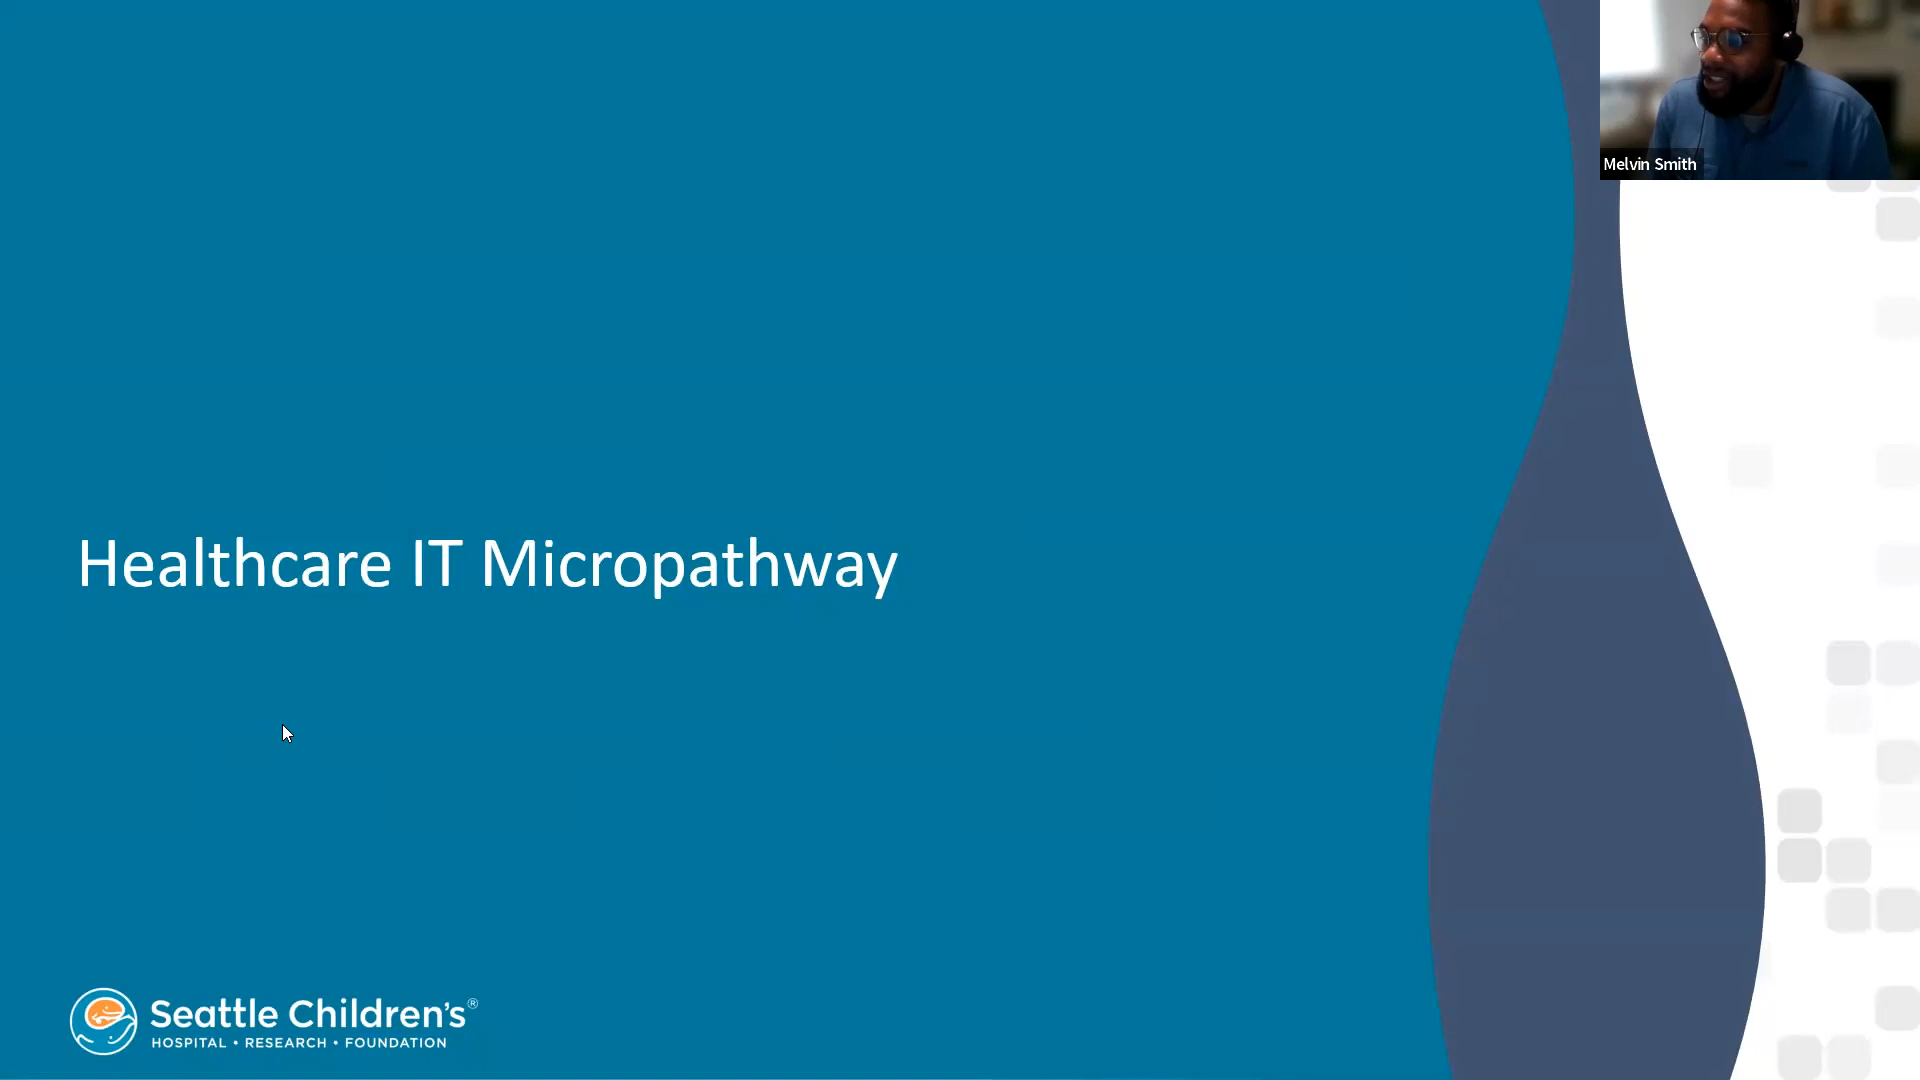 Melvin Smith
Healthcare IT Micropathway
Seattle Children's®
HOSPITAL • RESEARCH • FOUNDATION